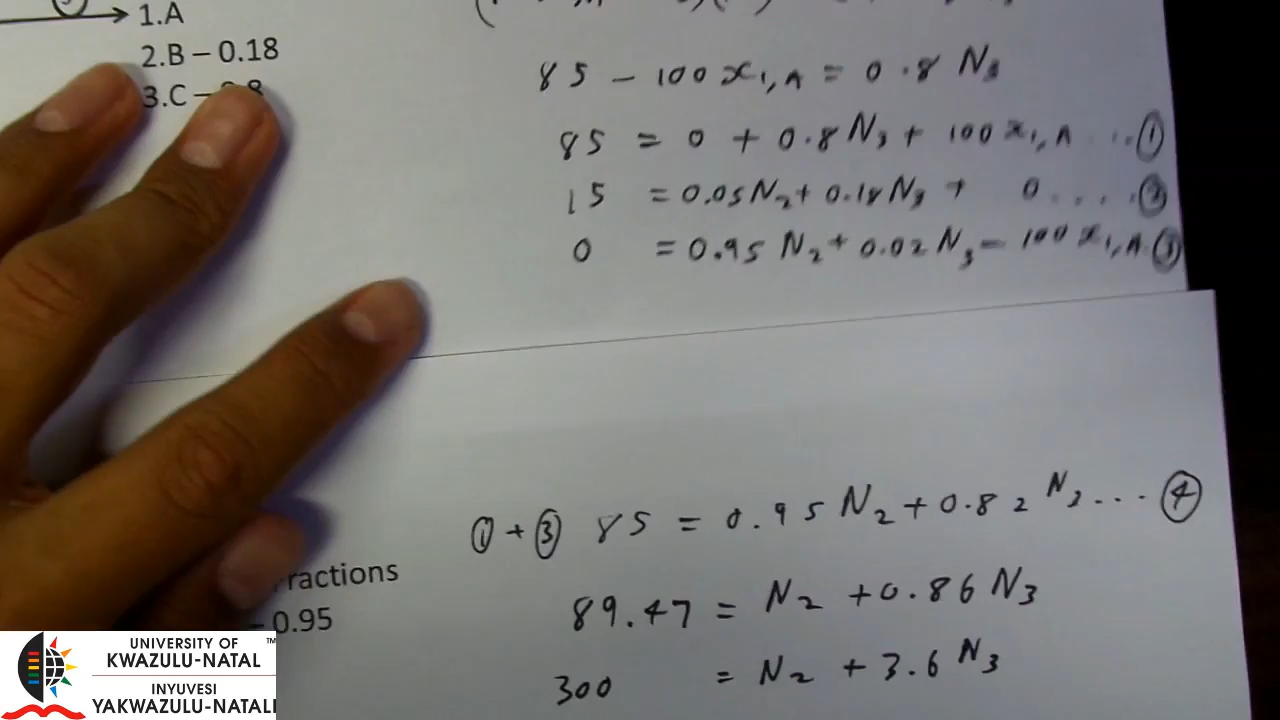 1.A
2.B – 0.18
3.C –
85 – 100 x₁,A = 0.8 N₃
85 = 0 + 0.8 N₃ + 100 x₁,A ... ①
15 = 0.05 N₂ + 0.18 N₃ + 0 .... ②
0 = 0.95 N₂ + 0.02 N₃ – 100 x₁,A ③
① + ③ 85 = 0.95 N₂ + 0.82 N₃ ... ④
89.47 = N₂ + 0.86 N₃
300 = N₂ + 3.6 N₃
ractions
– 0.95
UNIVERSITY OF ™
KWAZULU-NATAL
INYUVESI
YAKWAZULU-NATALI